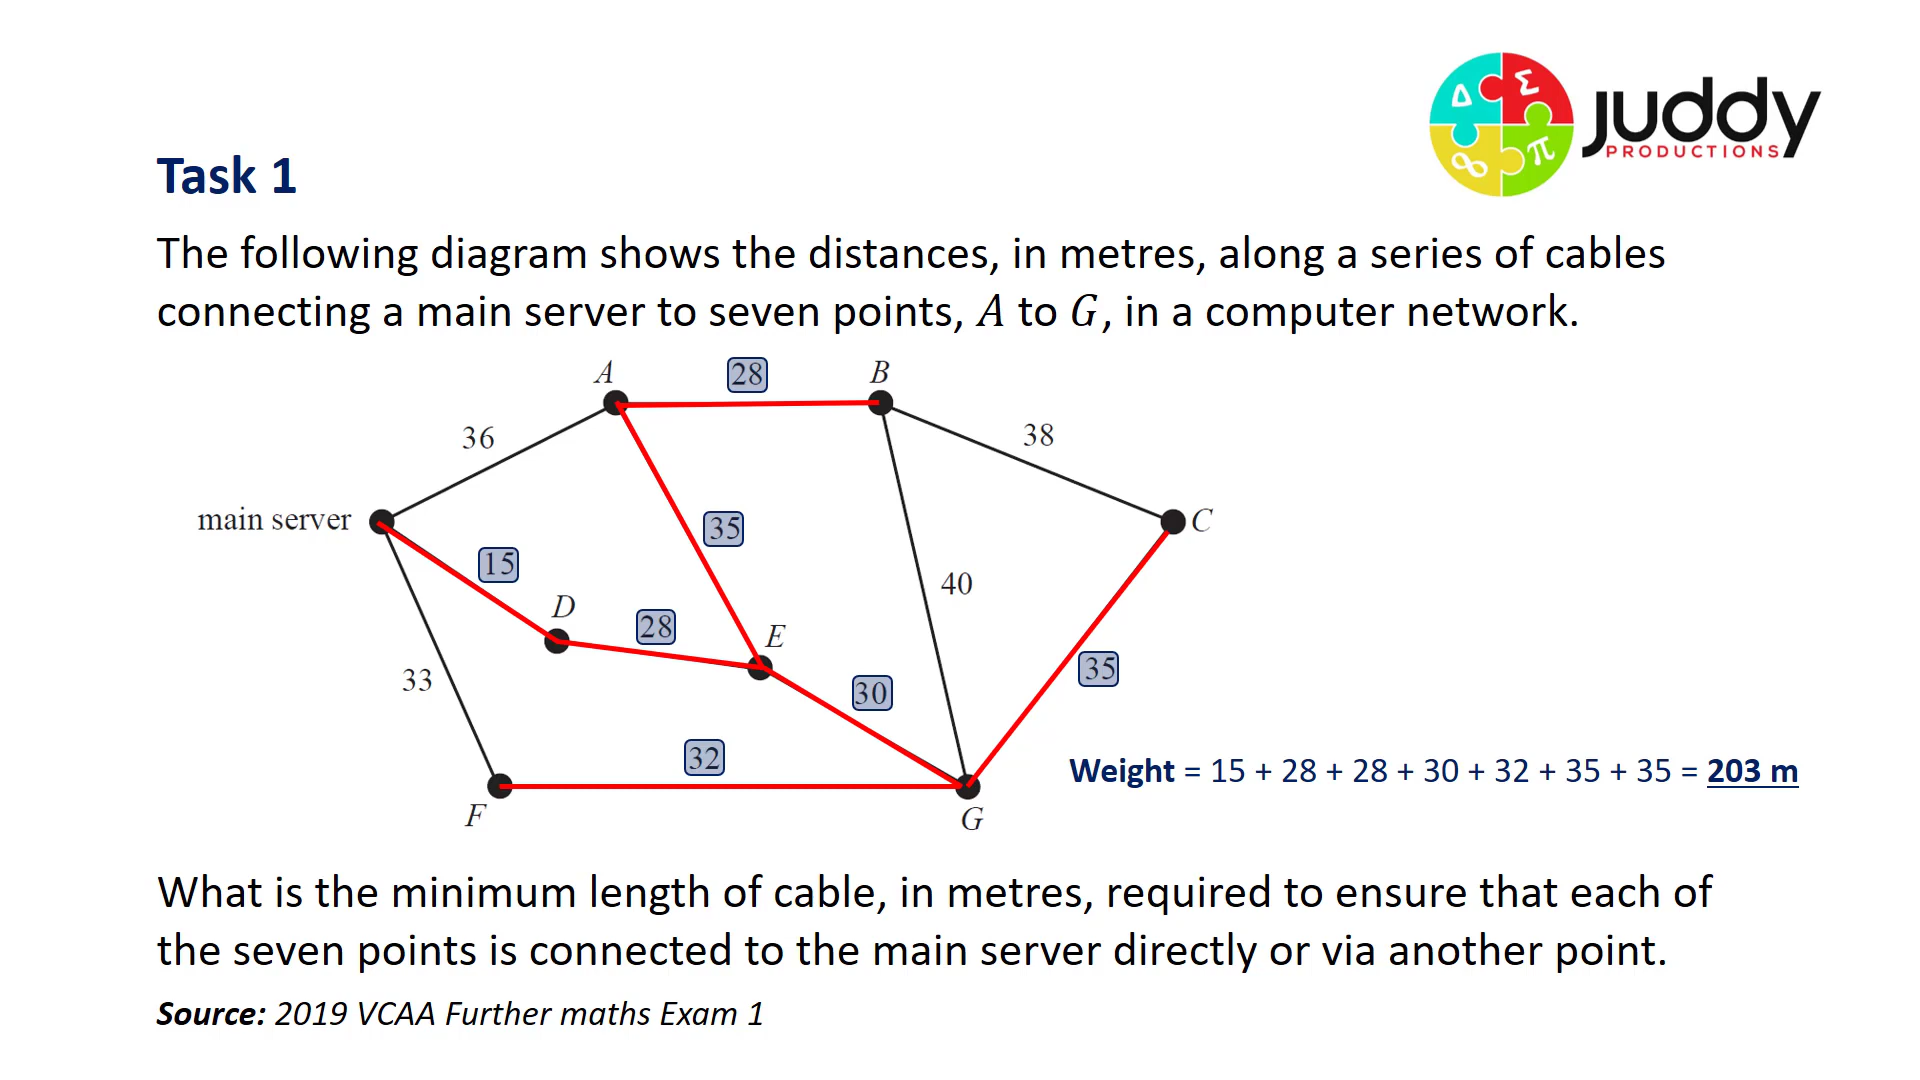 Δ Σ
∞ π
juddy
PRODUCTIONS
Task 1
The following diagram shows the distances, in metres, along a series of cables
connecting a main server to seven points, A to G, in a computer network.
A 28 B
36 38
main server 35 C
15 40
D 28 E
33 30 35
32
F G
Weight = 15 + 28 + 28 + 30 + 32 + 35 + 35 = 203 m
What is the minimum length of cable, in metres, required to ensure that each of
the seven points is connected to the main server directly or via another point.
Source: 2019 VCAA Further maths Exam 1